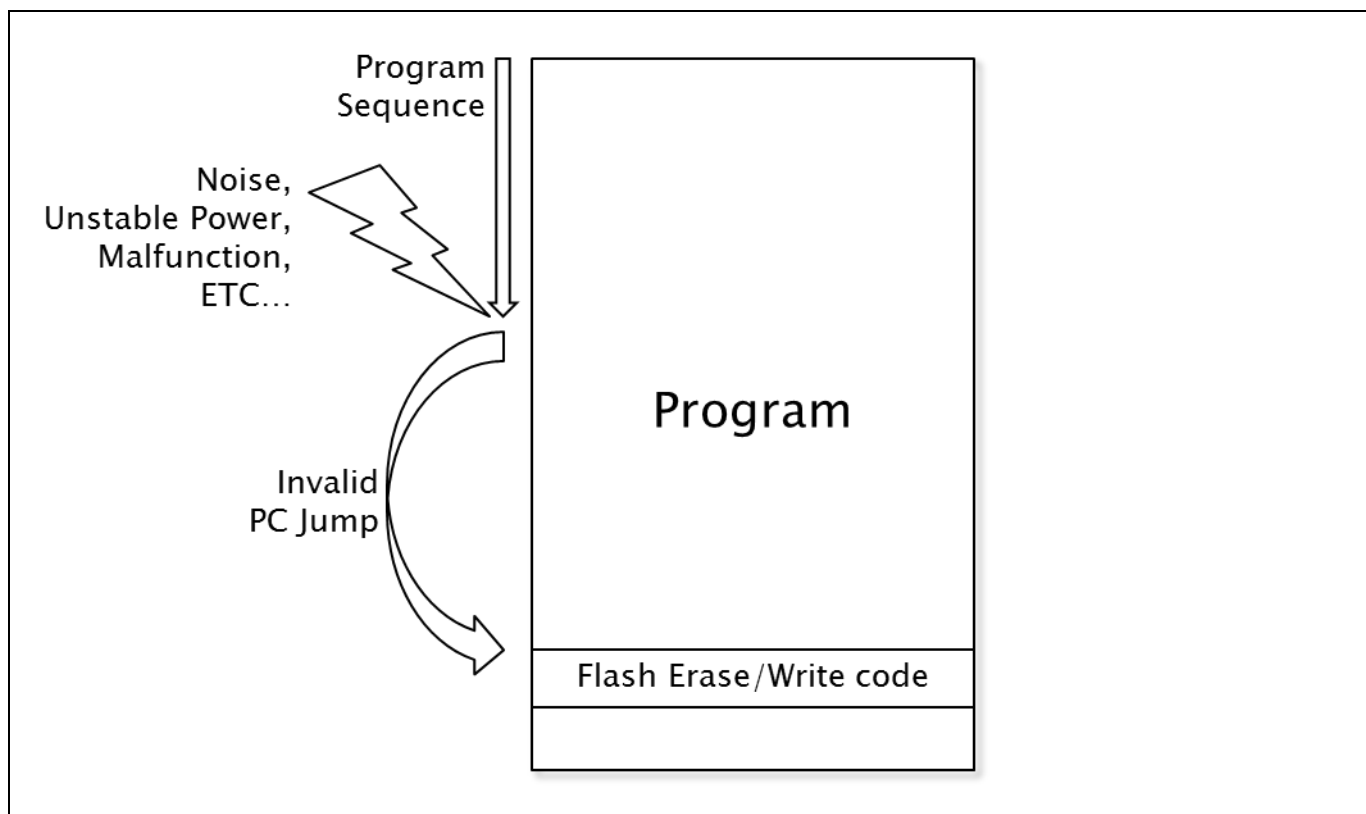 Program
Sequence
Noise,
Unstable Power,
Malfunction,
ETC...
Program
Invalid
PC Jump
Flash Erase/Write code